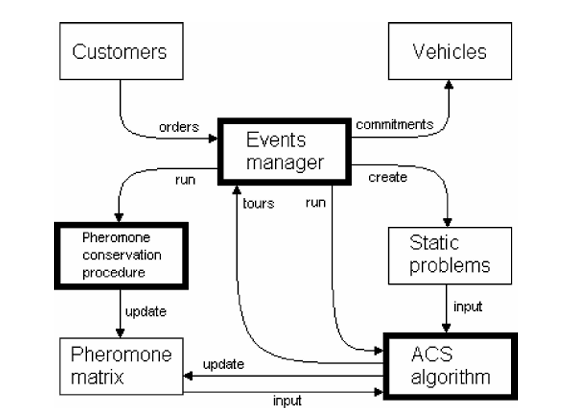 Customers
Vehicles
orders
commitments
Events
manager
run
create
tours
run
Pheromone
conservation
procedure
Static
problems
update
input
Pheromone
matrix
update
ACS
algorithm
input